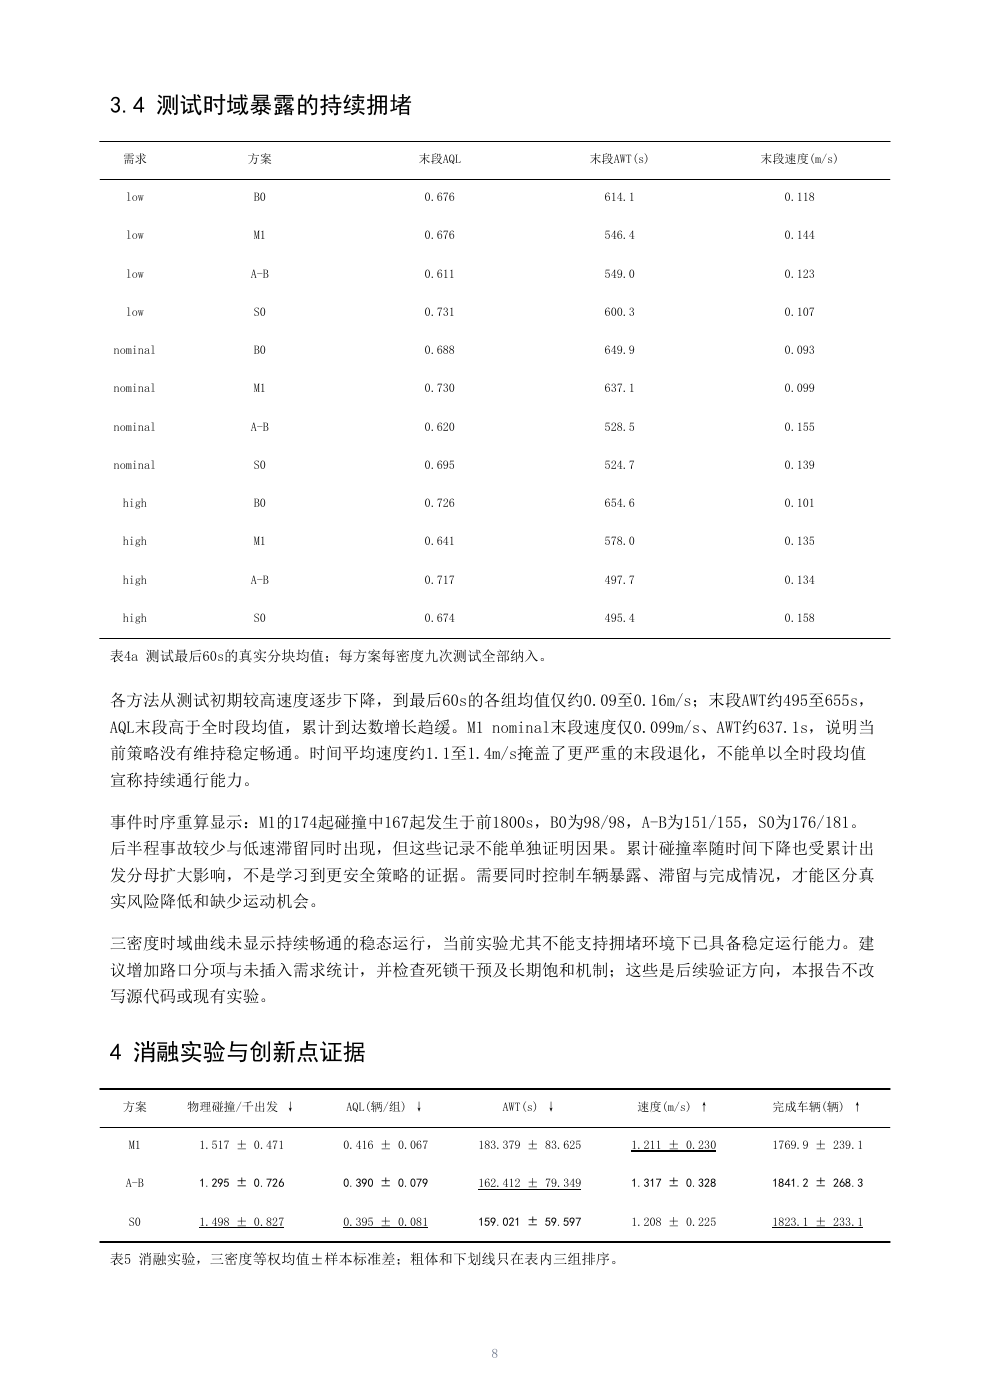 3.4 测试时域暴露的持续拥堵
需求 方案 末段AQL 末段AWT(s) 末段速度(m/s)
low B0 0.676 614.1 0.118
low M1 0.676 546.4 0.144
low A-B 0.611 549.0 0.123
low S0 0.731 600.3 0.107
nominal B0 0.688 649.9 0.093
nominal M1 0.730 637.1 0.099
nominal A-B 0.620 528.5 0.155
nominal S0 0.695 524.7 0.139
high B0 0.726 654.6 0.101
high M1 0.641 578.0 0.135
high A-B 0.717 497.7 0.134
high S0 0.674 495.4 0.158
表4a 测试最后60s的真实分块均值；每方案每密度九次测试全部纳入。
各方法从测试初期较高速度逐步下降，到最后60s的各组均值仅约0.09至0.16m/s；末段AWT约495至655s，
AQL末段高于全时段均值，累计到达数增长趋缓。M1 nominal末段速度仅0.099m/s、AWT约637.1s，说明当
前策略没有维持稳定畅通。时间平均速度约1.1至1.4m/s掩盖了更严重的末段退化，不能单以全时段均值
宣称持续通行能力。
事件时序重算显示：M1的174起碰撞中167起发生于前1800s，B0为98/98，A-B为151/155，S0为176/181。
后半程事故较少与低速滞留同时出现，但这些记录不能单独证明因果。累计碰撞率随时间下降也受累计出
发分母扩大影响，不是学习到更安全策略的证据。需要同时控制车辆暴露、滞留与完成情况，才能区分真
实风险降低和缺少运动机会。
三密度时域曲线未显示持续畅通的稳态运行，当前实验尤其不能支持拥堵环境下已具备稳定运行能力。建
议增加路口分项与未插入需求统计，并检查死锁干预及长期饱和机制；这些是后续验证方向，本报告不改
写源代码或现有实验。
4 消融实验与创新点证据
方案 物理碰撞/千出发 ↓ AQL(辆/组) ↓ AWT(s) ↓ 速度(m/s) ↑ 完成车辆(辆) ↑
M1 1.517 ± 0.471 0.416 ± 0.067 183.379 ± 83.625 1.211 ± 0.230 1769.9 ± 239.1
A-B 1.295 ± 0.726 0.390 ± 0.079 162.412 ± 79.349 1.317 ± 0.328 1841.2 ± 268.3
S0 1.498 ± 0.827 0.395 ± 0.081 159.021 ± 59.597 1.208 ± 0.225 1823.1 ± 233.1
表5 消融实验，三密度等权均值±样本标准差；粗体和下划线只在表内三组排序。
8